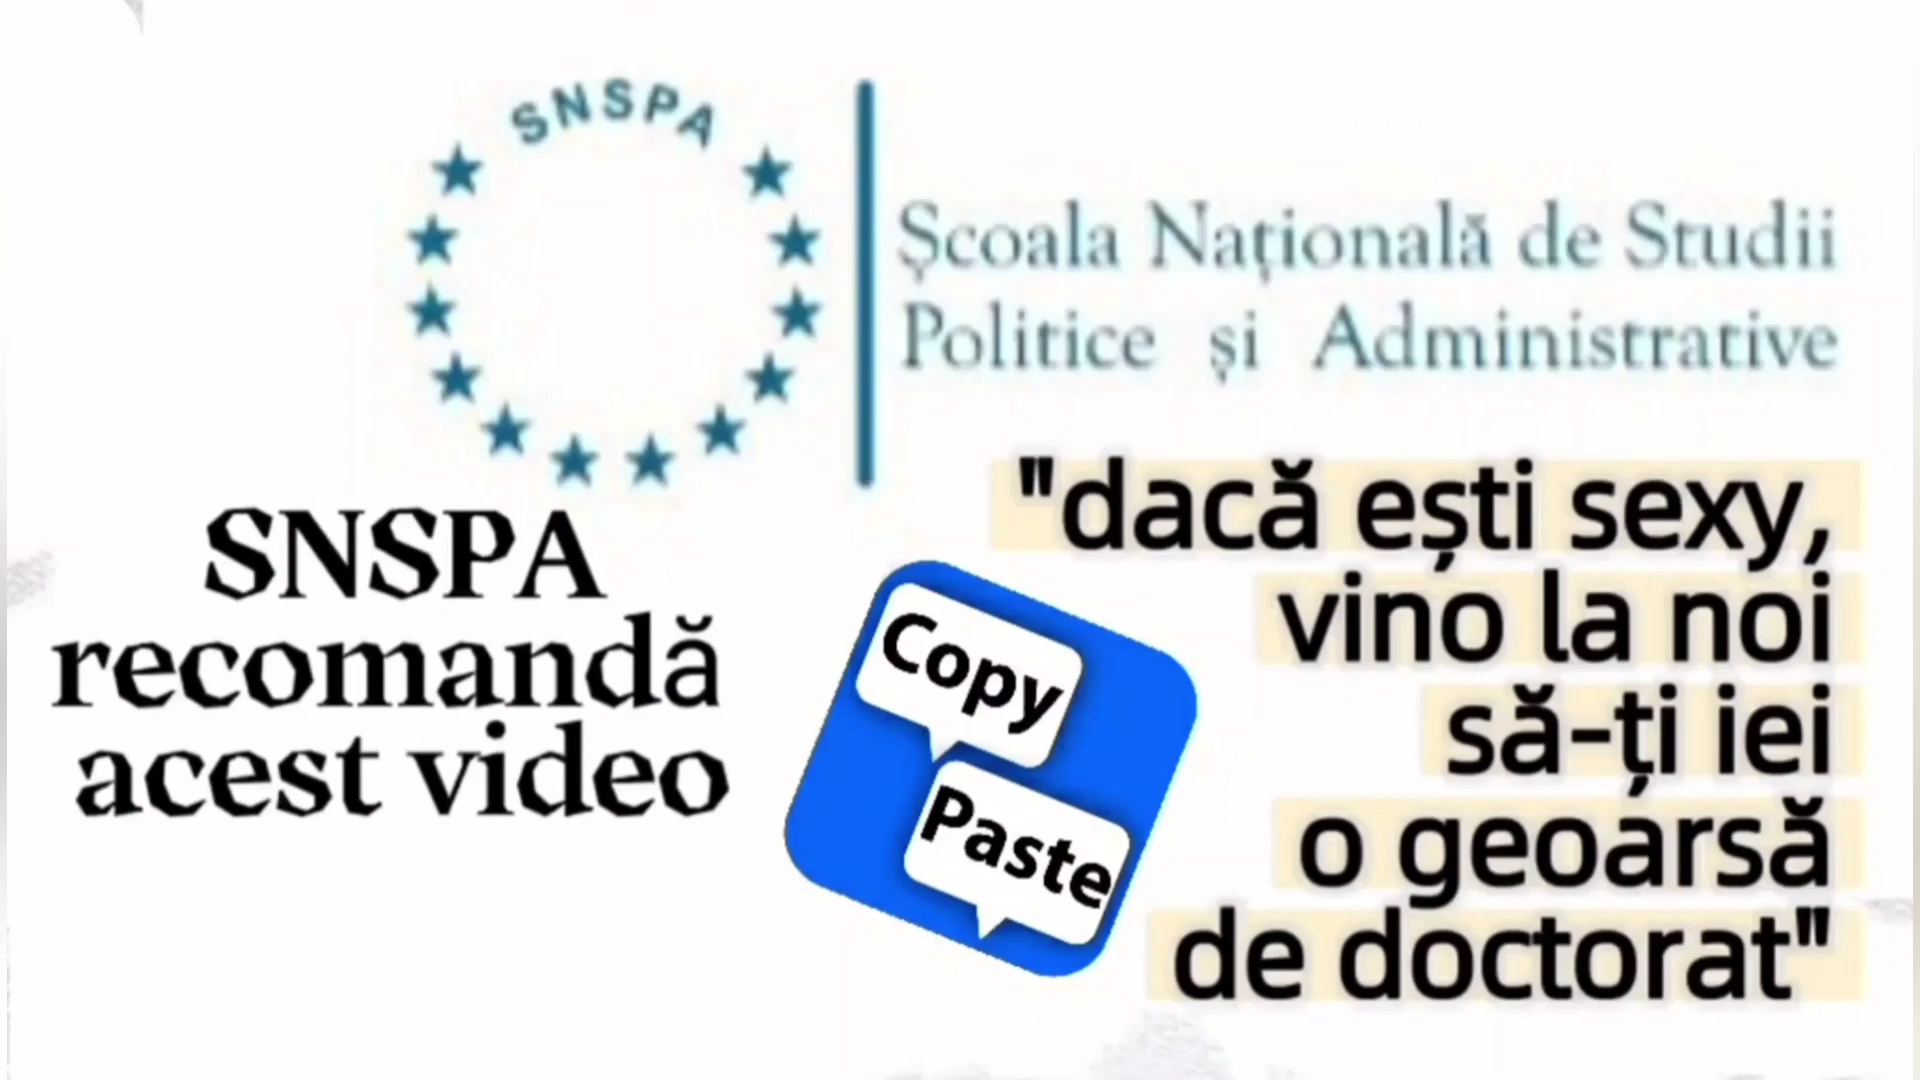 SNSPA
Școala Națională de Studii
Politice și Administrative
SNSPA
recomandă
acest video
Copy
Paste
"dacă ești sexy,
vino la noi
să-ți iei
o geoarsă
de doctorat"